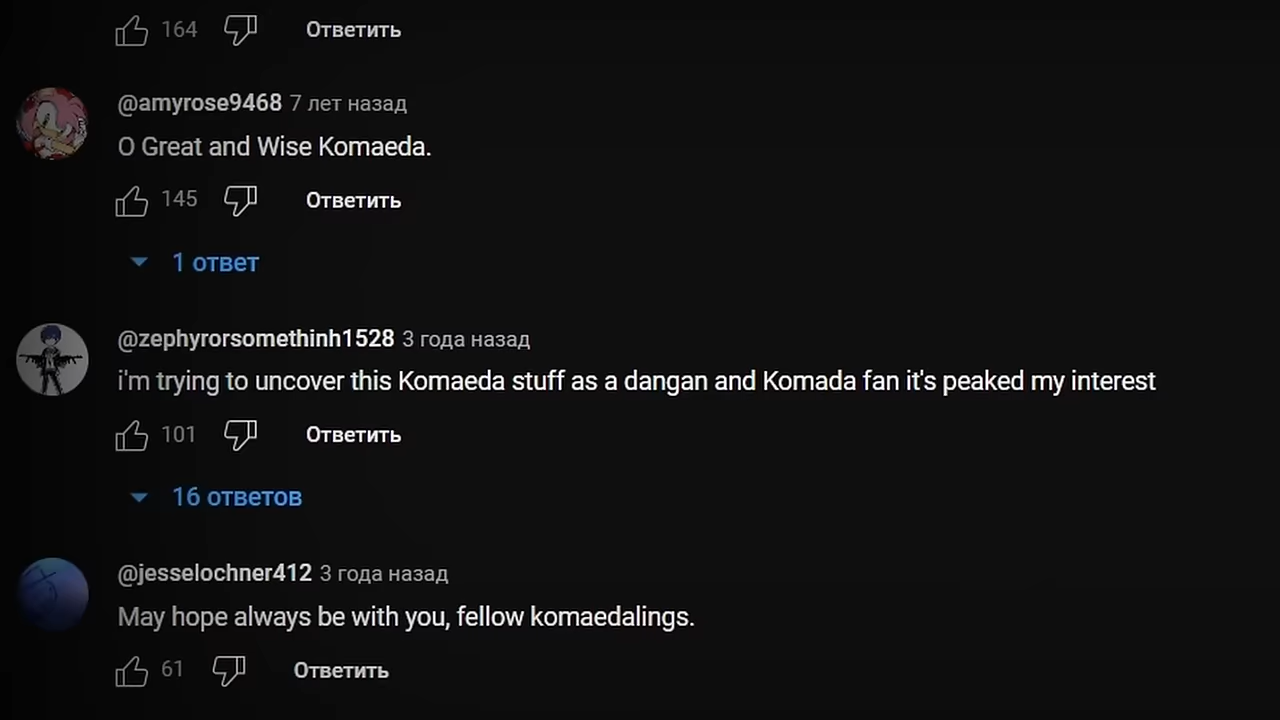 164 Ответить
@amyrose9468 7 лет назад
O Great and Wise Komaeda.
145 Ответить
1 ответ
@zephyrorsomethinh1528 3 года назад
i'm trying to uncover this Komaeda stuff as a dangan and Komada fan it's peaked my interest
101 Ответить
16 ответов
@jesselochner412 3 года назад
May hope always be with you, fellow komaedalings.
61 Ответить